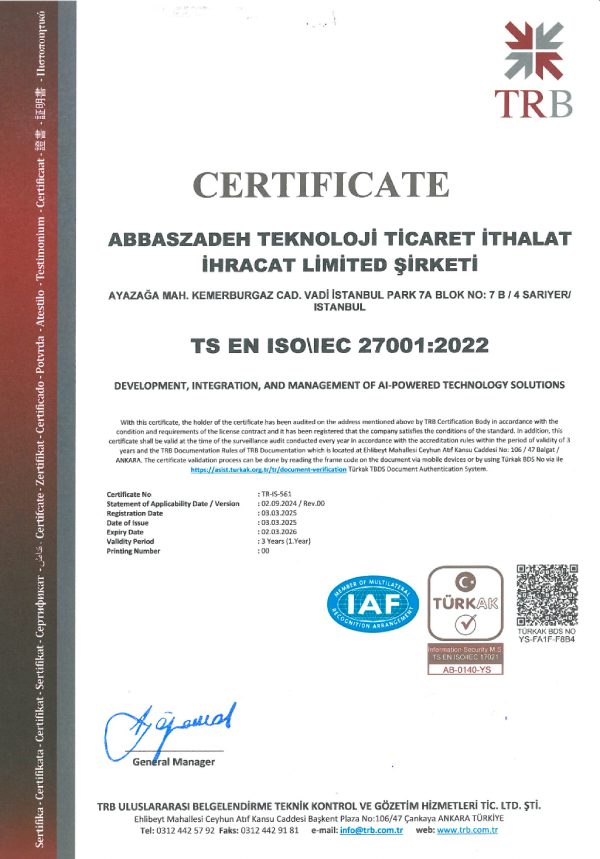 TRB
CERTIFICATE
ABBASZADEH TEKNOLOJİ TİCARET İTHALAT
İHRACAT LİMİTED ŞİRKETİ
AYAZAĞA MAH. KEMERBURGAZ CAD. VADİ İSTANBUL PARK 7A BLOK NO: 7 B / 4 SARIYER/
ISTANBUL
TS EN ISO\IEC 27001:2022
DEVELOPMENT, INTEGRATION, AND MANAGEMENT OF AI-POWERED TECHNOLOGY SOLUTIONS
With this certificate, the holder of the certificate has been audited on the address mentioned above by TRB Certification Body in accordance with the
condition and requirements of the license contract and it has been registered that the company satisfies the conditions of the standard. In addition, this
certificate shall be valid at the time of the surveillance audit conducted every year in accordance with the accreditation rules within the period of validity of 3
years and the TRB Documentation Rules of TRB Documentation which is located at Ehlibeyt Mahallesi Ceyhun Atıf Kansu Caddesi No: 106 / 47 Balgat /
ANKARA. The certificate validation process can be done by reading the frame code on the document via mobile devices or by using Türkak BDS No via ile
https://asist.turkak.org.tr/tr/document-verification Türkak TBDS Document Authentication System.
Certificate No : TR-IS-561
Statement of Applicability Date / Version : 02.09.2024 / Rev.00
Registration Date : 03.03.2025
Date of Issue : 03.03.2025
Expiry Date : 02.03.2026
Validity Period : 3 Years (1.Year)
Printing Number : 00
MEMBER OF MULTILATERAL
IAF
RECOGNITION ARRANGEMENT
TÜRKAK
Information Security M.S
TS EN ISO/IEC 17021
AB-0140-YS
TÜRKAK BDS NO
YS-FA1F-F8B4
General Manager
TRB ULUSLARARASI BELGELENDİRME TEKNİK KONTROL VE GÖZETİM HİZMETLERİ TİC. LTD. ŞTİ.
Ehlibeyt Mahallesi Ceyhun Atıf Kansu Caddesi Başkent Plaza No:106/47 Çankaya ANKARA TÜRKİYE
Tel: 0312 442 57 92 Faks: 0312 442 91 81 e-mail: info@trb.com.tr web: www.trb.com.tr
Sertifika - Certifikata - Certifikat - Sertifikat - Сертификат - شامل - Certificate - Zertifikat - Certificado - Potvrda - Atestilo - Testimonium - Certificaat - 證書 - 証明書 - Πιστοποιητικό